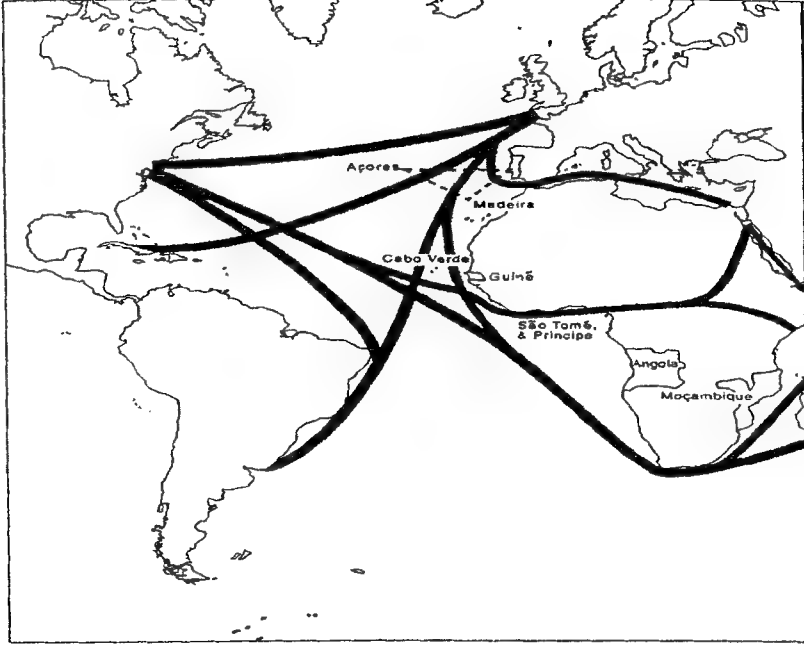 Açores
Madeira
Cabo Verde
Guiné
São Tomé,
& Príncipe
Angola
Moçambique